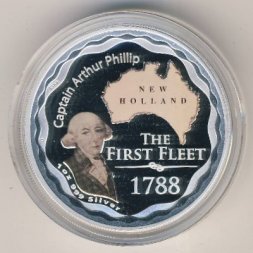 Captain Arthur Phillip
NEW
HOLLAND
THE
FIRST FLEET
1788
1oz 999 Silver